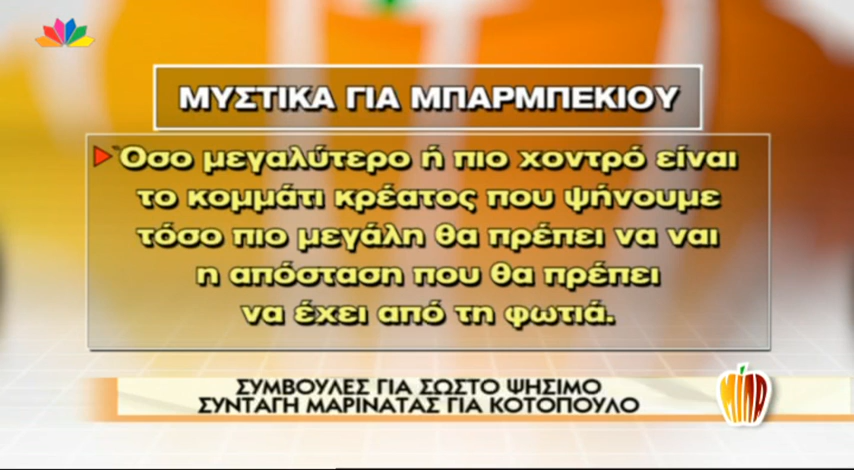 ΜΥΣΤΙΚΑ ΓΙΑ ΜΠΑΡΜΠΕΚΙΟΥ
Όσο μεγαλύτερο ή πιο χοντρό είναι
το κομμάτι κρέατος που ψήνουμε
τόσο πιο μεγάλη θα πρέπει να ναι
η απόσταση που θα πρέπει
να έχει από τη φωτιά.
ΣΥΜΒΟΥΛΕΣ ΓΙΑ ΣΩΣΤΟ ΨΗΣΙΜΟ
ΣΥΝΤΑΓΗ ΜΑΡΙΝΑΤΑΣ ΓΙΑ ΚΟΤΟΠΟΥΛΟ